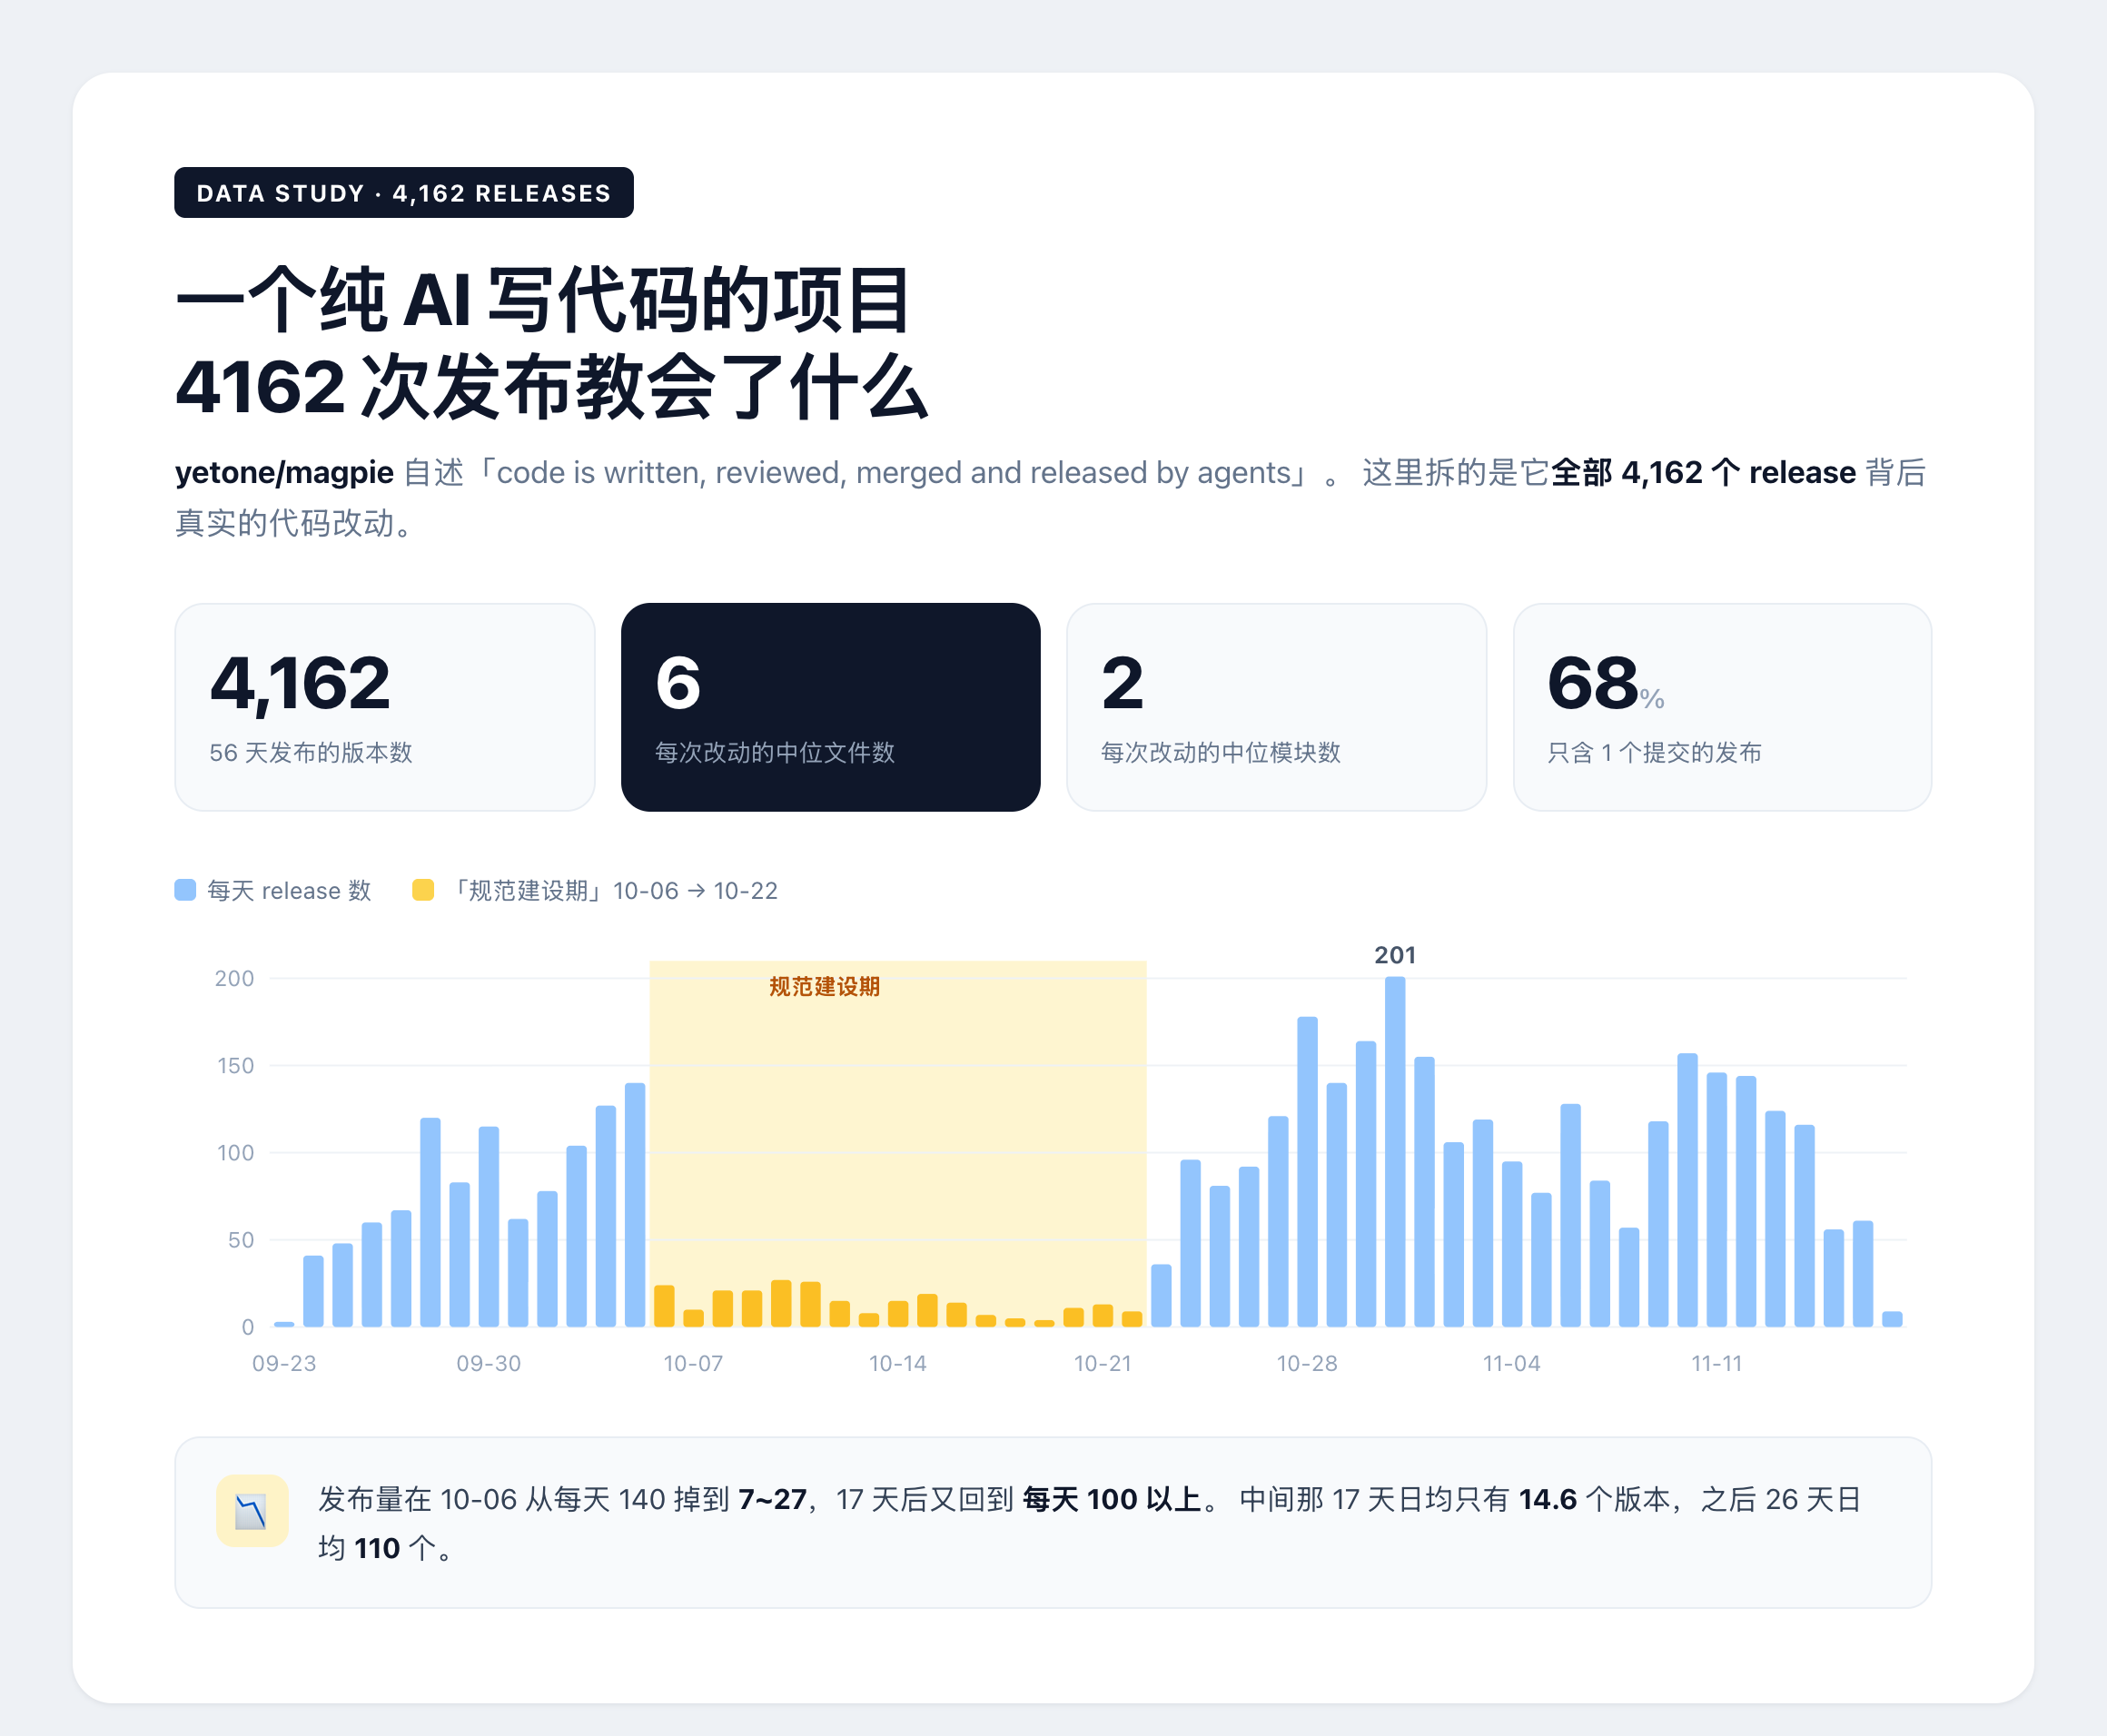 DATA STUDY · 4,162 RELEASES
一个纯 AI 写代码的项目
4162 次发布教会了什么
yetone/magpie 自述「code is written, reviewed, merged and released by agents」。 这里拆的是它全部 4,162 个 release 背后
真实的代码改动。
4,162
56 天发布的版本数
6
每次改动的中位文件数
2
每次改动的中位模块数
68%
只含 1 个提交的发布
每天 release 数
「规范建设期」10-06 → 10-22
201
规范建设期
200
150
100
50
0
09-23 09-30 10-07 10-14 10-21 10-28 11-04 11-11
发布量在 10-06 从每天 140 掉到 7~27，17 天后又回到 每天 100 以上。 中间那 17 天日均只有 14.6 个版本，之后 26 天日
均 110 个。